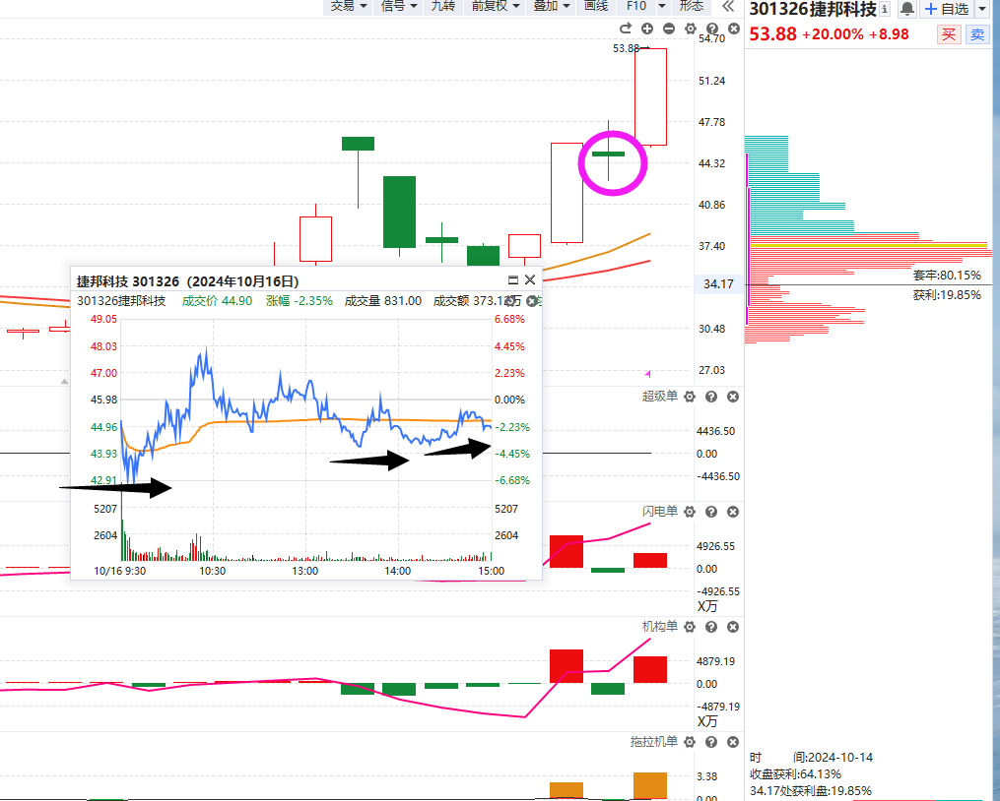 交易 信号 九转 前复权 叠加 画线 F10 形态
301326捷邦科技 自选
53.88 +20.00% +8.98 买 卖
54.70
53.88
51.24
47.78
44.32
40.86
37.40
34.17
30.48
27.03
套牢:80.15%
获利:19.85%
捷邦科技 301326（2024年10月16日）
301326捷邦科技 成交价 44.90 涨幅 -2.35% 成交量 831.00 成交额
49.05 6.68%
48.03 4.45%
47.00 2.23%
45.98 0.00%
44.96 -2.23%
43.93 -4.45%
42.91 -6.68%
5207 5207
2604 2604
10/16 9:30 10:30 13:00 14:00 15:00
超级单
4436.50
0.00
-4436.50
闪电单
4926.55
0.00
-4926.55
X万
机构单
4879.19
0.00
-4879.19
X万
拖拉机单
3.38
0.00
时 间:2024-10-14
收盘获利:64.13%
34.17处获利盘:19.85%